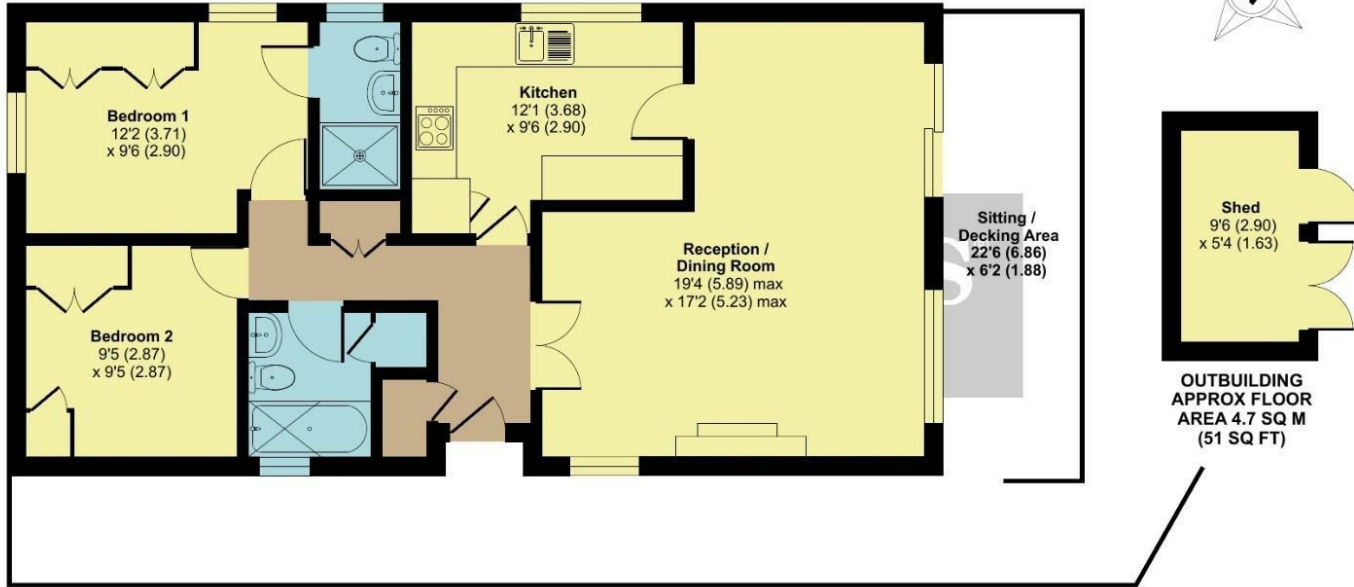 Bedroom 1
12'2 (3.71)
x 9'6 (2.90)
Kitchen
12'1 (3.68)
x 9'6 (2.90)
Bedroom 2
9'5 (2.87)
x 9'5 (2.87)
Reception /
Dining Room
19'4 (5.89) max
x 17'2 (5.23) max
Sitting /
Decking Area
22'6 (6.86)
x 6'2 (1.88)
Shed
9'6 (2.90)
x 5'4 (1.63)
OUTBUILDING
APPROX FLOOR
AREA 4.7 SQ M
(51 SQ FT)